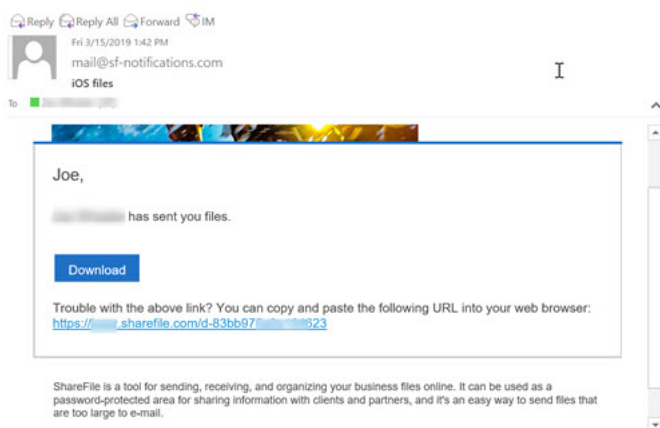 Reply Reply All Forward IM
Fri 3/15/2019 1:42 PM
mail@sf-notifications.com
iOS files
To
Joe,
has sent you files.
Download
Trouble with the above link? You can copy and paste the following URL into your web browser:
https:// .sharefile.com/d-83bb97 623
ShareFile is a tool for sending, receiving, and organizing your business files online. It can be used as a
password-protected area for sharing information with clients and partners, and it's an easy way to send files that
are too large to e-mail.